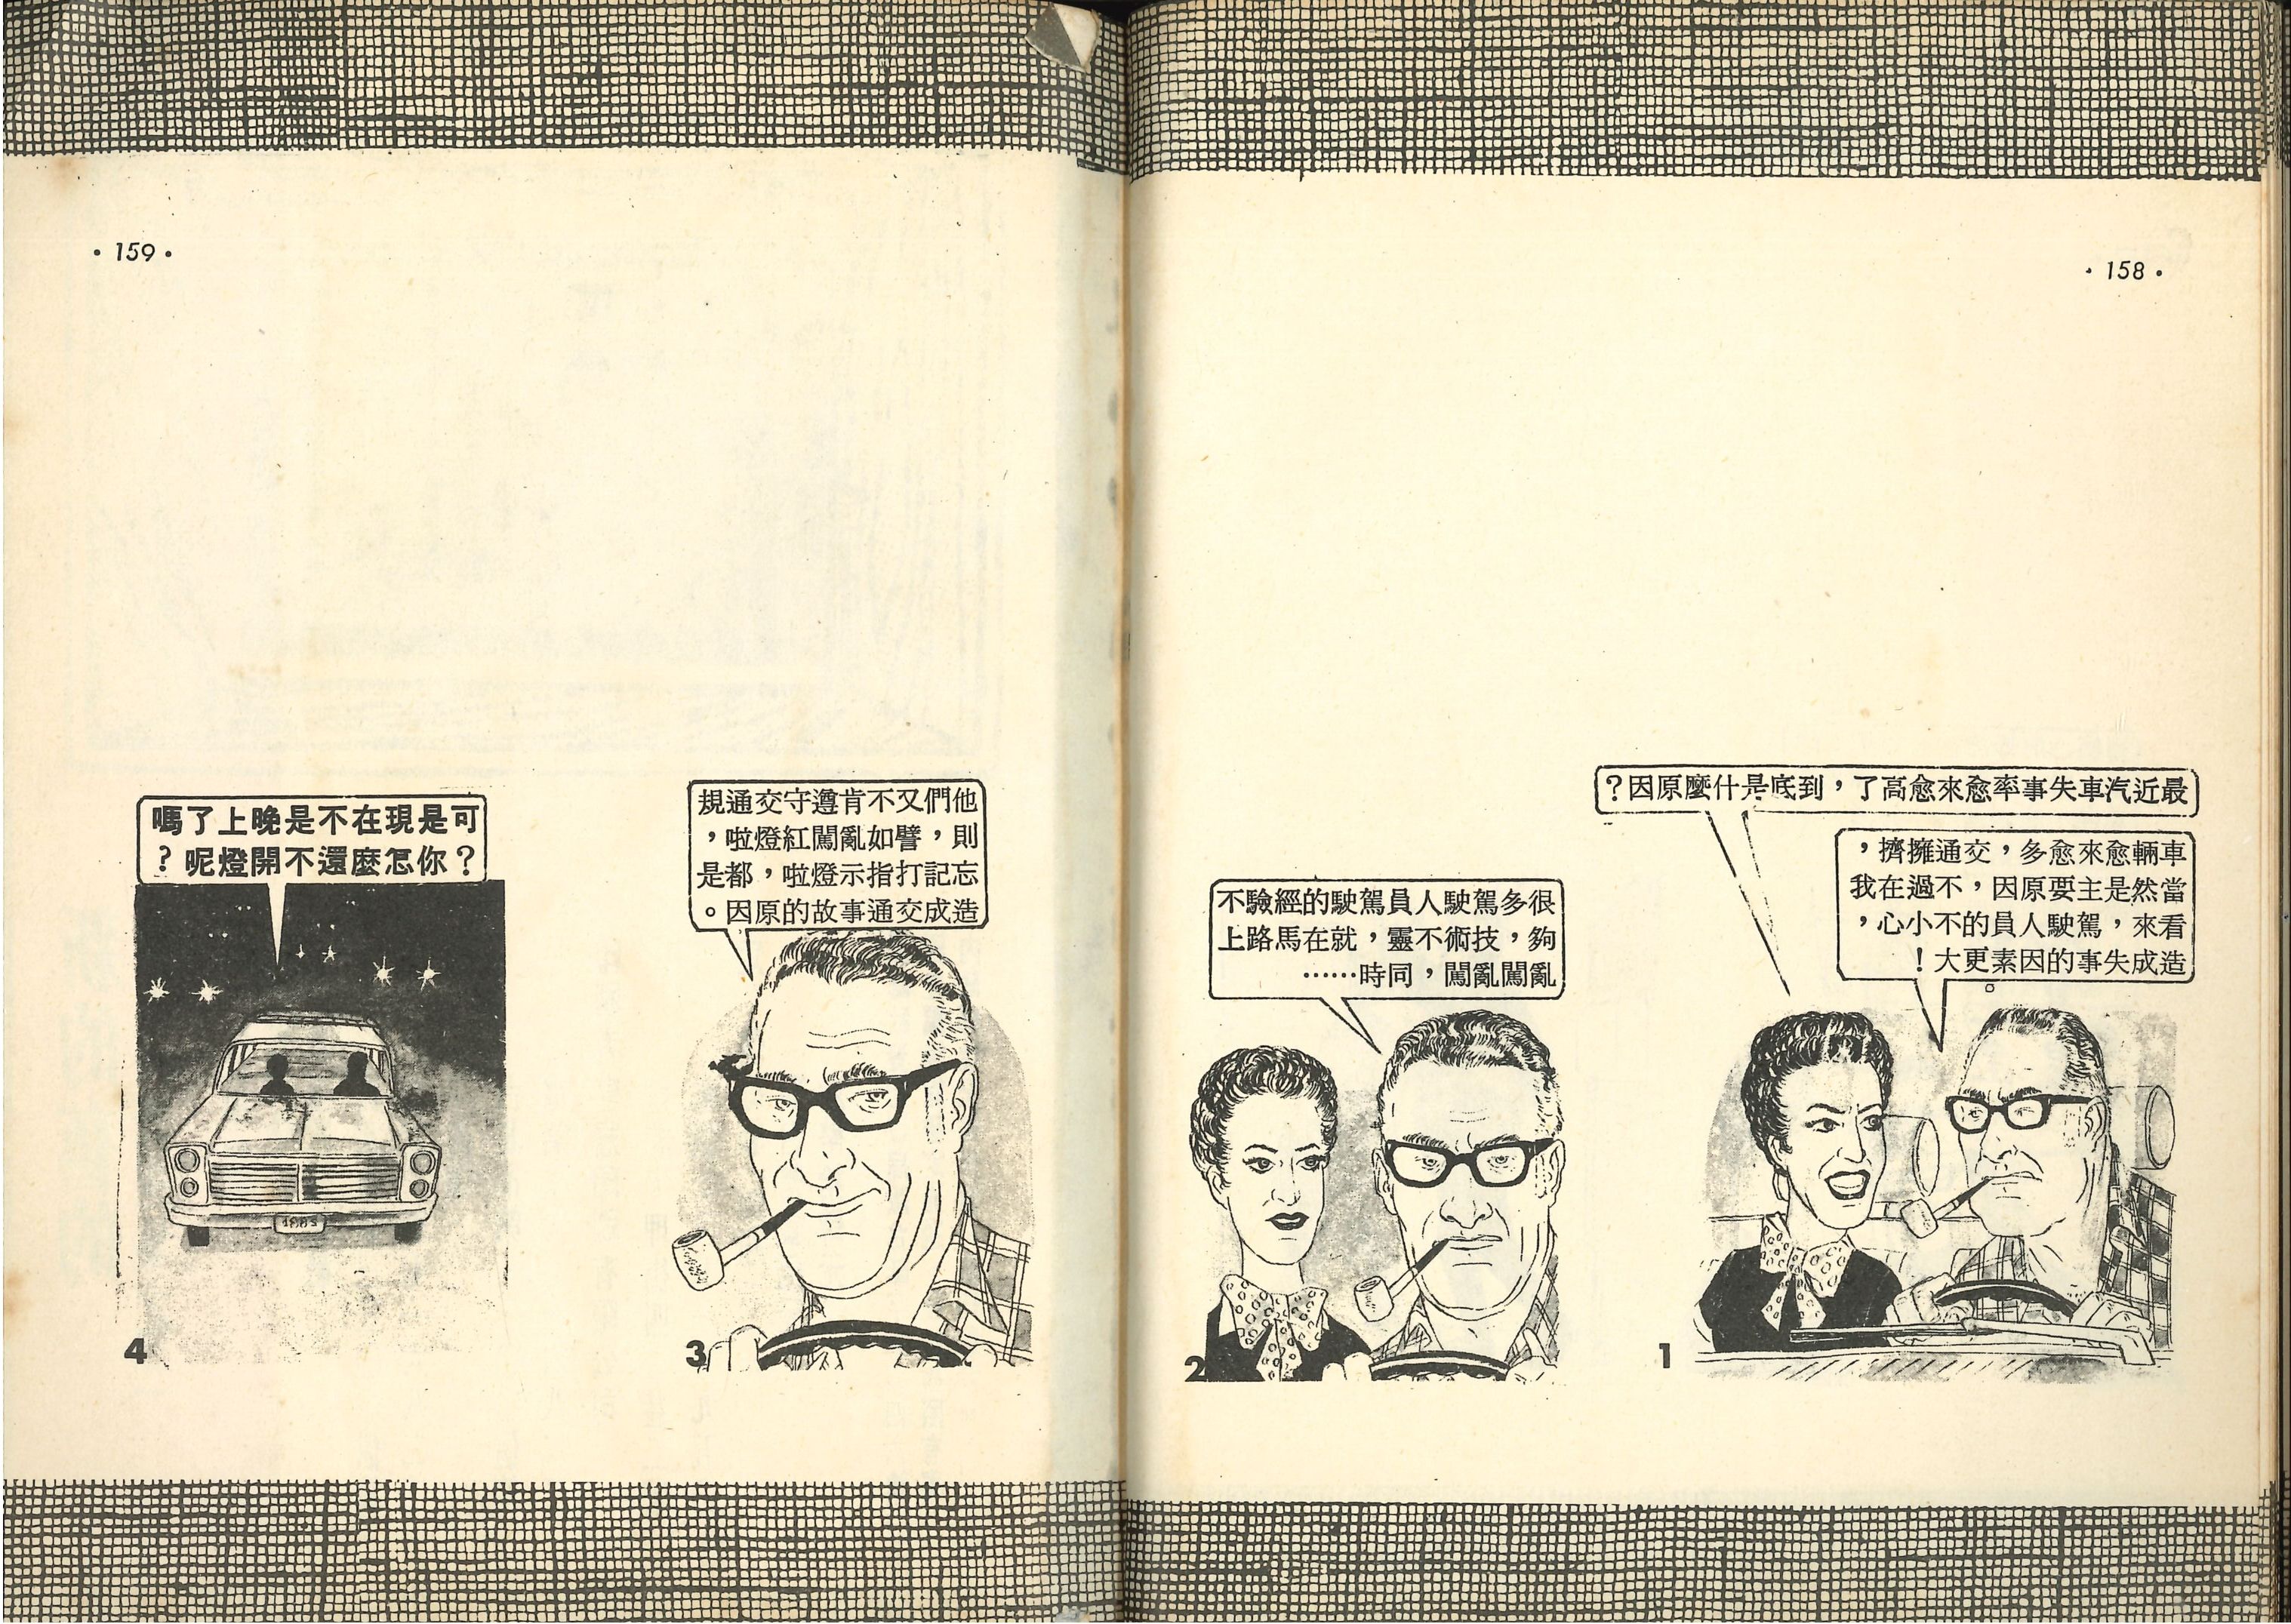 · 158 ·
最近汽車失事率愈來愈高了，到底是什麼原因？
車輛愈來愈多，交通擁擠，
當然是主要原因，不過在我
看來，駕駛人員的不小心，
造成失事的因素更大！
1
很多駕駛人員駕駛的經驗不
夠，技術不靈，就在馬路上
亂闖亂闖，同時……
2
· 159 ·
他們又不肯遵守交通規
則，譬如亂闖紅燈啦，
忘記打指示燈啦，都是
造成交通事故的原因。
3
可是現在不是晚上了嗎
？你怎麼還不開燈呢？
4